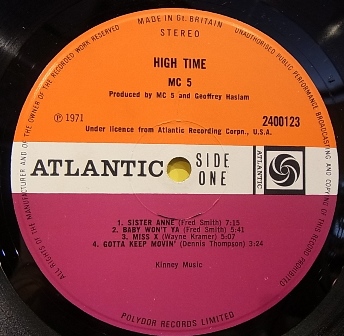 MADE IN Gt. BRITAIN
ALL RIGHTS OF THE MANUFACTURER AND OF THE OWNER OF THE RECORDED WORK RESERVED
UNAUTHORISED PUBLIC PERFORMANCE BROADCASTING AND COPYING OF THIS RECORD PROHIBITED
STEREO
HIGH TIME
MC 5
Produced by MC 5 and Geoffrey Haslam
℗ 1971
2400123
Under licence from Atlantic Recording Corpn., U.S.A.
ATLANTIC
SIDE
ONE
ATLANTIC
1. SISTER ANNE (Fred Smith) 7:15
2. BABY WON'T YA (Fred Smith) 5:41
3. MISS X (Wayne Kramer) 5:07
4. GOTTA KEEP MOVIN' (Dennis Thompson) 3:24
Kinney Music
POLYDOR RECORDS LIMITED